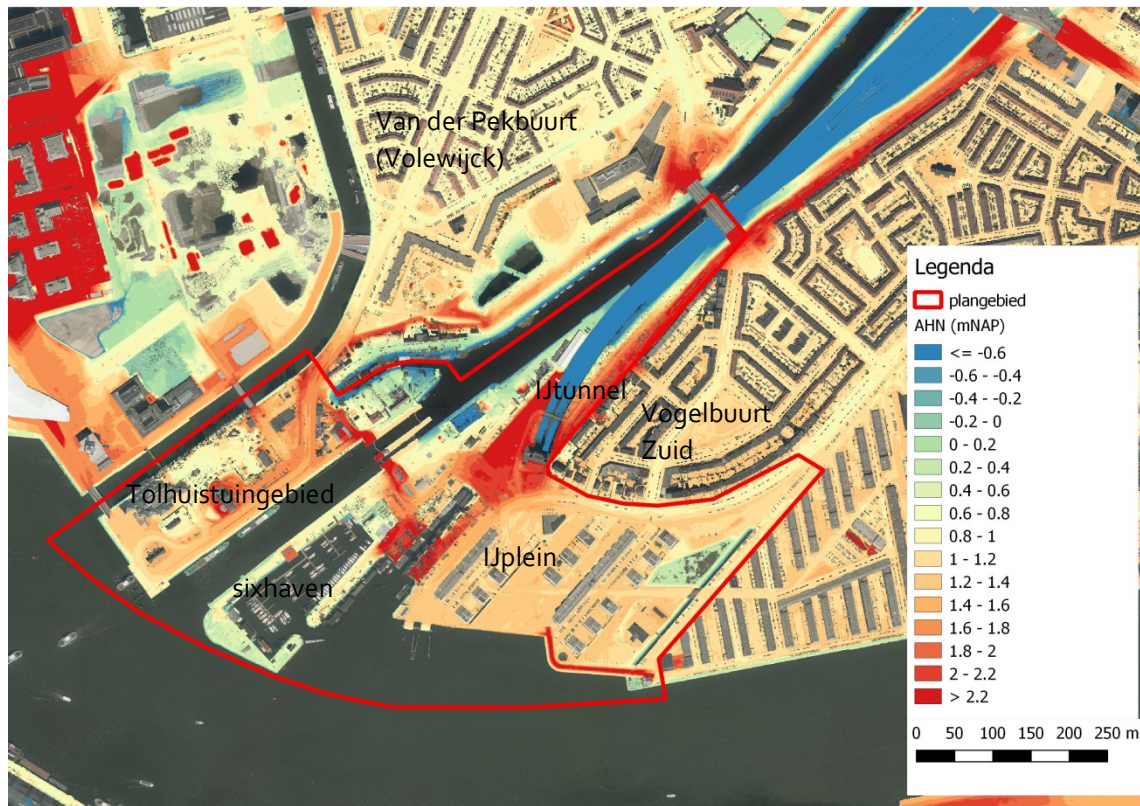 Van der Pekbuurt
(Volewijck)
IJtunnel
Vogelbuurt
Zuid
Tolhuistuingebied
IJplein
sixhaven
Legenda
plangebied
AHN (mNAP)
<= -0.6
-0.6 - -0.4
-0.4 - -0.2
-0.2 - 0
0 - 0.2
0.2 - 0.4
0.4 - 0.6
0.6 - 0.8
0.8 - 1
1 - 1.2
1.2 - 1.4
1.4 - 1.6
1.6 - 1.8
1.8 - 2
2 - 2.2
> 2.2
0 50 100 150 200 250 m